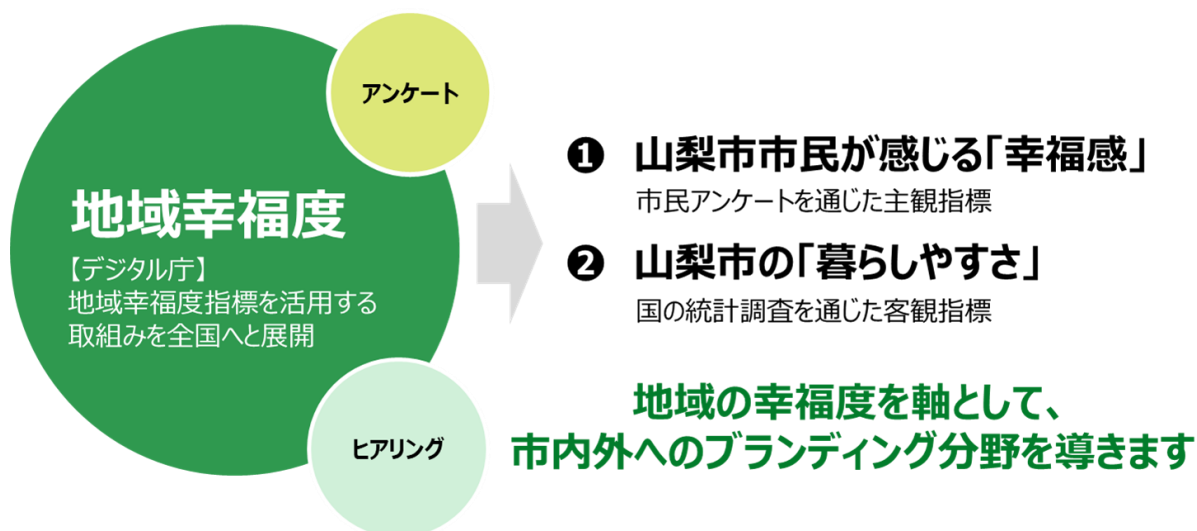 アンケート
地域幸福度
【デジタル庁】
地域幸福度指標を活用する
取組みを全国へと展開
ヒアリング
❶ 山梨市市民が感じる「幸福感」
市民アンケートを通じた主観指標
❷ 山梨市の「暮らしやすさ」
国の統計調査を通じた客観指標
地域の幸福度を軸として、
市内外へのブランディング分野を導きます